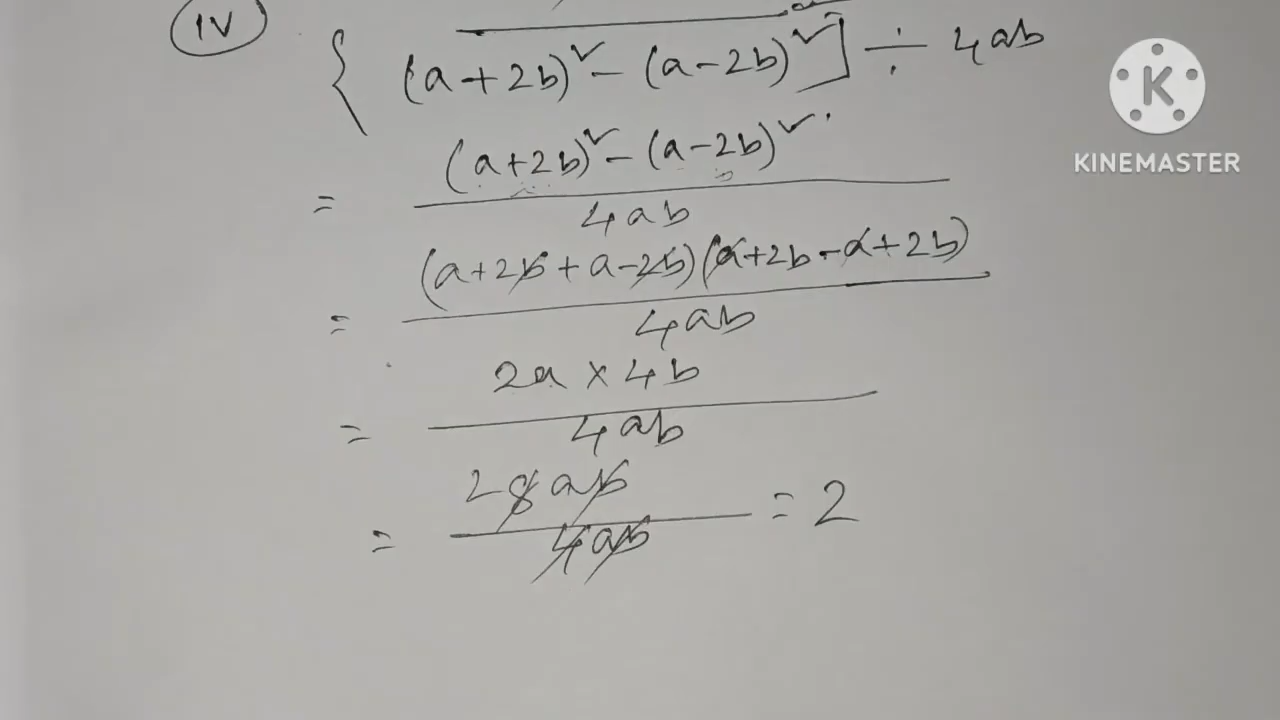 (iv) { (a+2b)² - (a-2b)² ] ÷ 4ab
= (a+2b)² - (a-2b)²
4ab
= (a+2b+a-2b)(a+2b-a+2b)
4ab
= 2a × 4b
4ab
= 2 8ab = 2
4ab
K
KINEMASTER